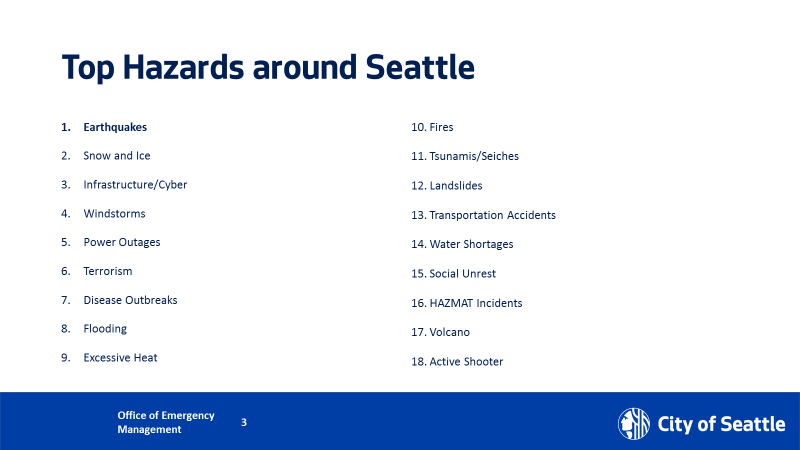 Top Hazards around Seattle
1. Earthquakes
2. Snow and Ice
3. Infrastructure/Cyber
4. Windstorms
5. Power Outages
6. Terrorism
7. Disease Outbreaks
8. Flooding
9. Excessive Heat
10. Fires
11. Tsunamis/Seiches
12. Landslides
13. Transportation Accidents
14. Water Shortages
15. Social Unrest
16. HAZMAT Incidents
17. Volcano
18. Active Shooter
Office of Emergency
Management
3
City of Seattle